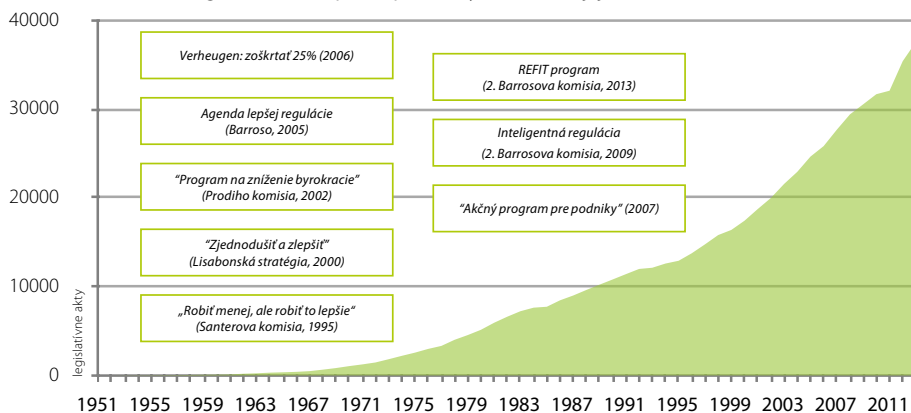 40000
30000
20000
10000
0
legislatívne akty
Verheugen: zoškrtať 25% (2006)
Agenda lepšej regulácie
(Barroso, 2005)
“Program na zníženie byrokracie”
(Prodiho komisia, 2002)
“Zjednodušiť a zlepšiť”
(Lisabonská stratégia, 2000)
„Robiť menej, ale robiť to lepšie“
(Santerova komisia, 1995)
REFIT program
(2. Barrosova komisia, 2013)
Inteligentná regulácia
(2. Barrosova komisia, 2009)
“Akčný program pre podniky” (2007)
1951 1955 1959 1963 1967 1971 1975 1979 1983 1987 1991 1995 1999 2003 2007 2011